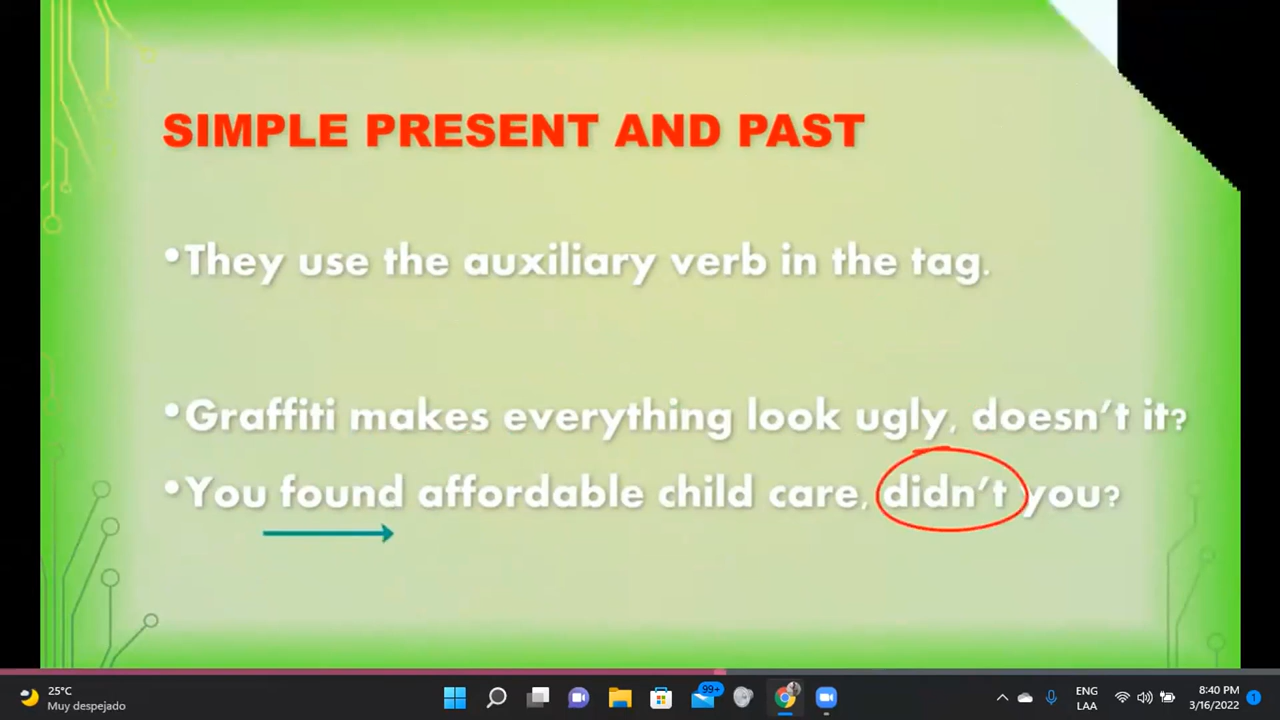 SIMPLE PRESENT AND PAST
•They use the auxiliary verb in the tag.
•Graffiti makes everything look ugly, doesn't it?
•You found affordable child care, didn't you?
25°C
Muy despejado
99+
ENG
LAA
8:40 PM
3/16/2022
1